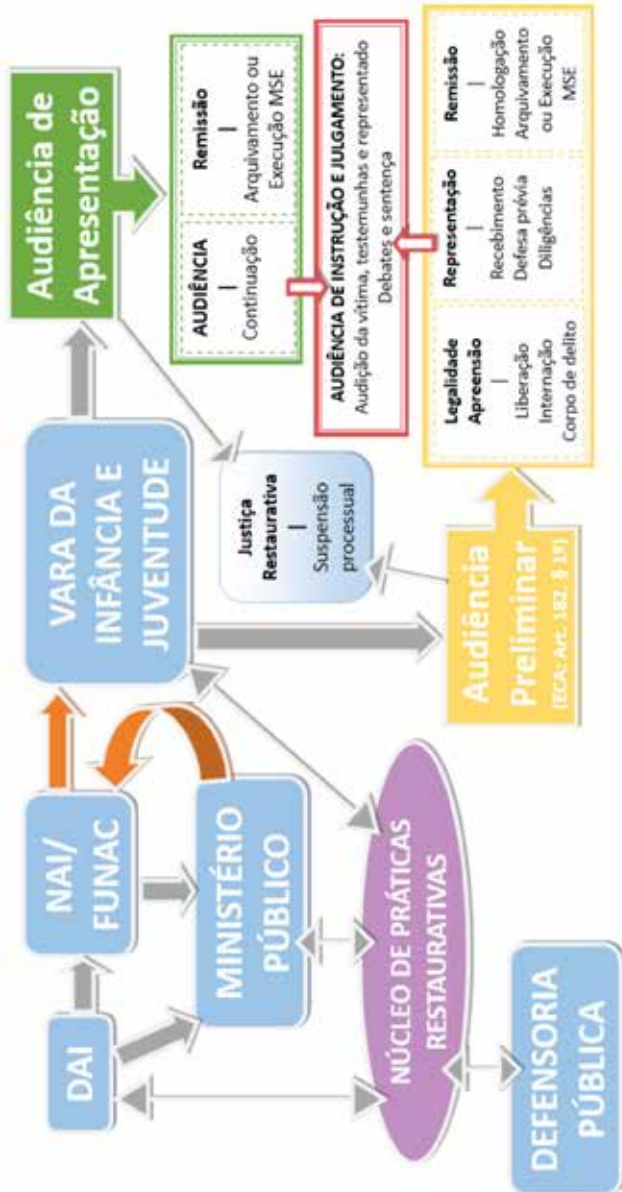 DAI
NAI/
FUNAC
VARA DA
INFÂNCIA E
JUVENTUDE
Audiência de
Apresentação
MINISTÉRIO
PÚBLICO
Justiça
Restaurativa
Suspensão
processual
AUDIÊNCIA
Continuação
Remissão
Arquivamento ou
Execução MSE
AUDIÊNCIA DE INSTRUÇÃO E JULGAMENTO:
Audição da vítima, testemunhas e representado
Debates e sentença
NÚCLEO DE PRÁTICAS
RESTAURATIVAS
DEFENSORIA
PÚBLICA
Audiência
Preliminar
(ECA: Art. 182, § 1º)
Legalidade
Apreensão
Liberação
Internação
Corpo de delito
Representação
Recebimento
Defesa prévia
Diligências
Remissão
Homologação
Arquivamento
ou Execução
MSE